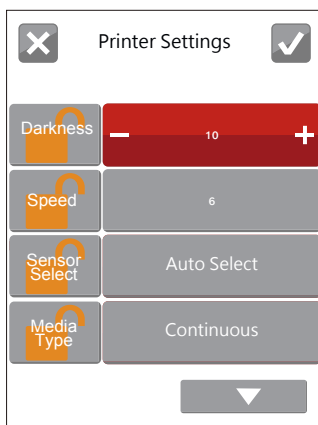 Printer Settings
Darkness
− 10 +
Speed
6
Sensor
Select
Auto Select
Media
Type
Continuous